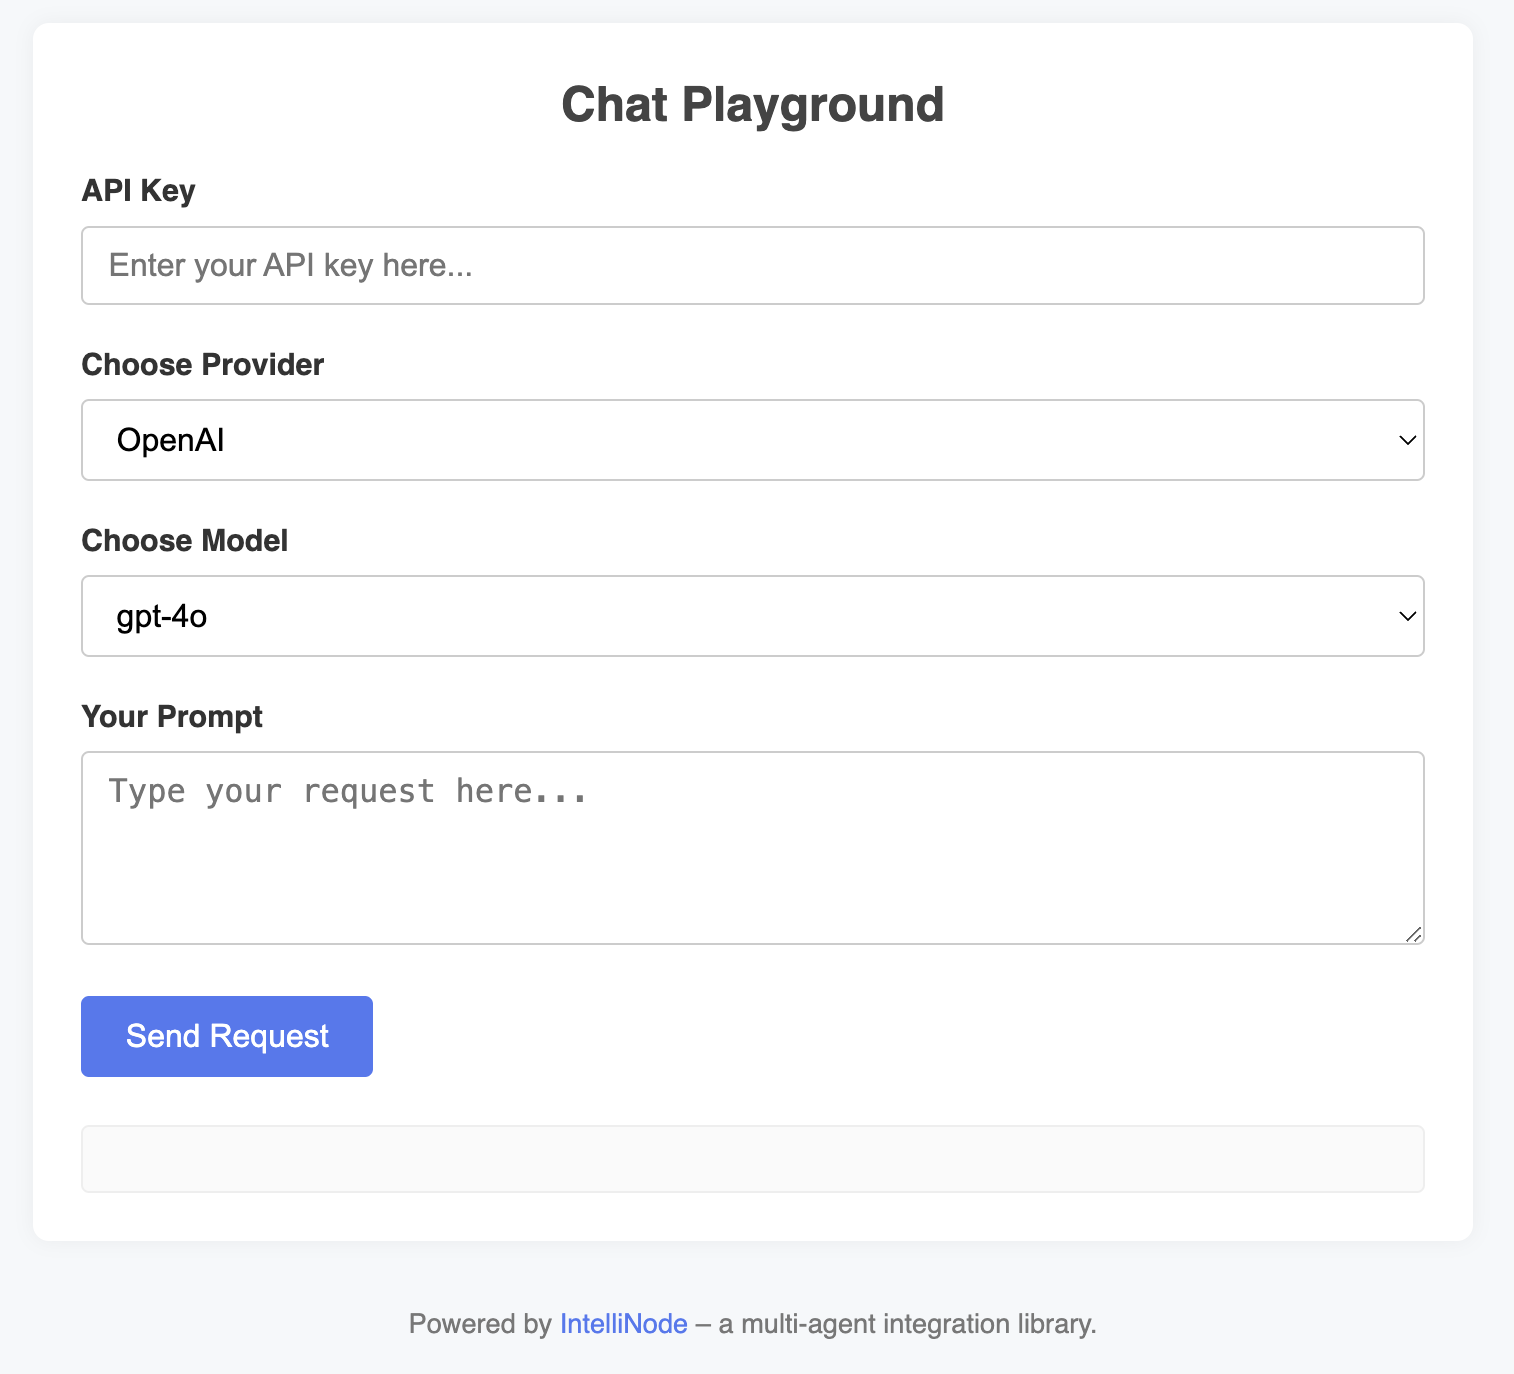 Chat Playground
API Key
Enter your API key here...
Choose Provider
OpenAI
Choose Model
gpt-4o
Your Prompt
Type your request here...
Send Request
Powered by IntelliNode – a multi-agent integration library.